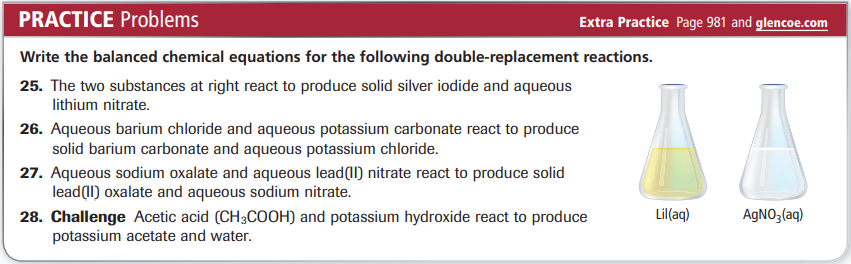 PRACTICE Problems
Extra Practice Page 981 and glencoe.com
Write the balanced chemical equations for the following double-replacement reactions.
25. The two substances at right react to produce solid silver iodide and aqueous
lithium nitrate.
26. Aqueous barium chloride and aqueous potassium carbonate react to produce
solid barium carbonate and aqueous potassium chloride.
27. Aqueous sodium oxalate and aqueous lead(II) nitrate react to produce solid
lead(II) oxalate and aqueous sodium nitrate.
28. Challenge Acetic acid (CH₃COOH) and potassium hydroxide react to produce
potassium acetate and water.
LiI(aq)
AgNO₃(aq)